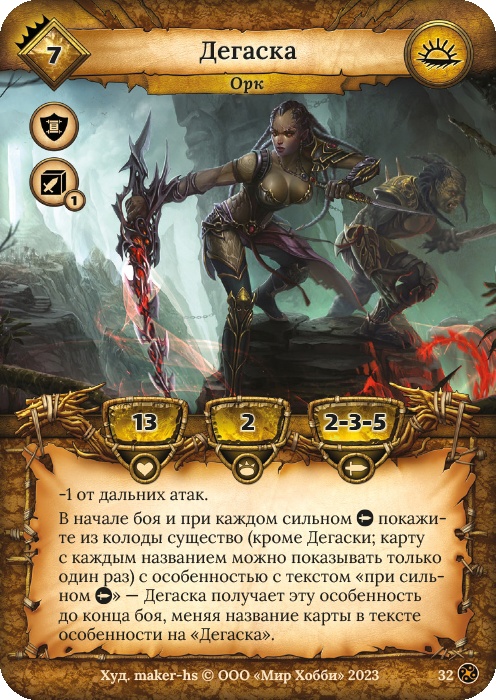 7
Дегаска
Орк
1
13
2
2-3-5
-1 от дальних атак.
В начале боя и при каждом сильном покажи-
те из колоды существо (кроме Дегаски; карту
с каждым названием можно показывать только
один раз) с особенностью с текстом «при силь-
ном » — Дегаска получает эту особенность
до конца боя, меняя название карты в тексте
особенности на «Дегаска».
Худ. maker-hs © ООО «Мир Хобби» 2023
32